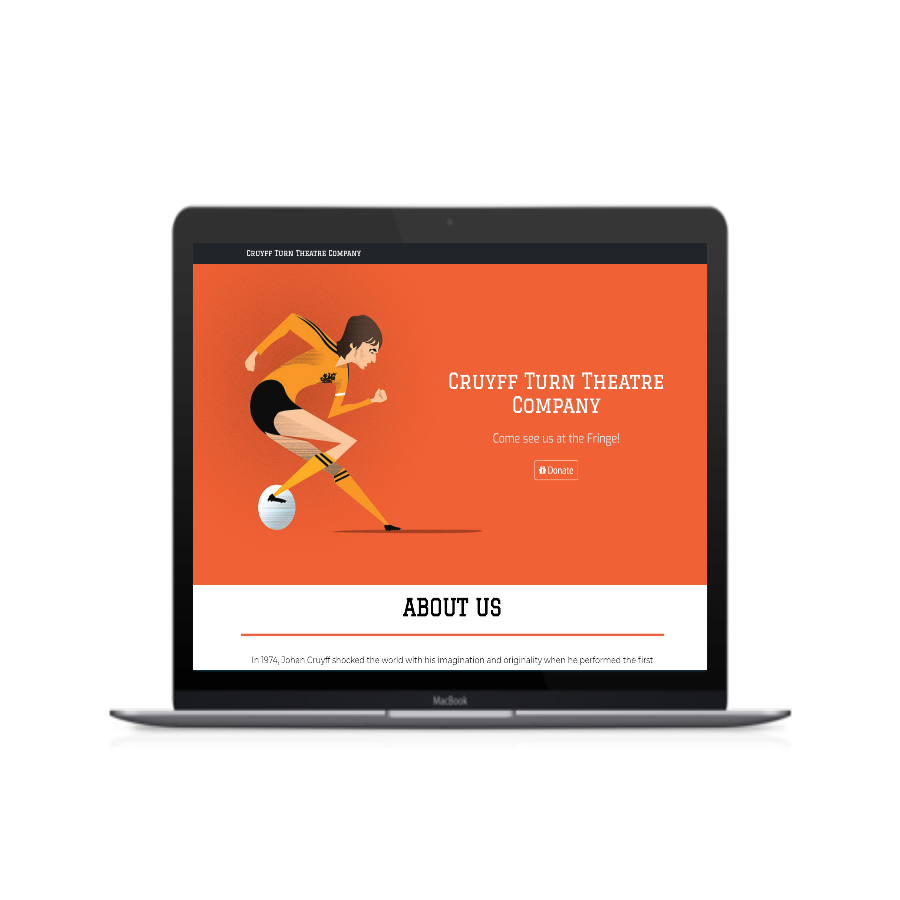 Cruyff Turn Theatre Company
Cruyff Turn Theatre
Company
Come see us at the Fringe!
Donate
ABOUT US
In 1974, Johan Cruyff shocked the world with his imagination and originality when he performed the first
MacBook